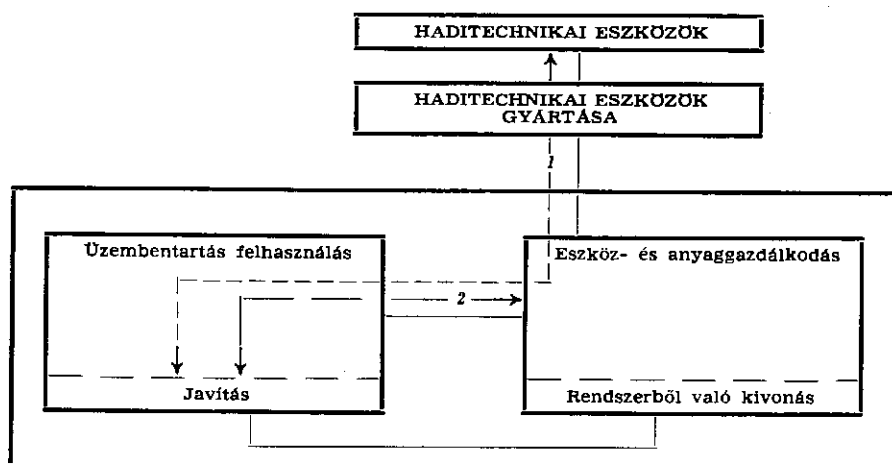 HADITECHNIKAI ESZKÖZÖK
HADITECHNIKAI ESZKÖZÖK
GYÁRTÁSA
1
Üzembentartás felhasználás
Eszköz- és anyaggazdálkodás
2
Javítás
Rendszerből való kivonás